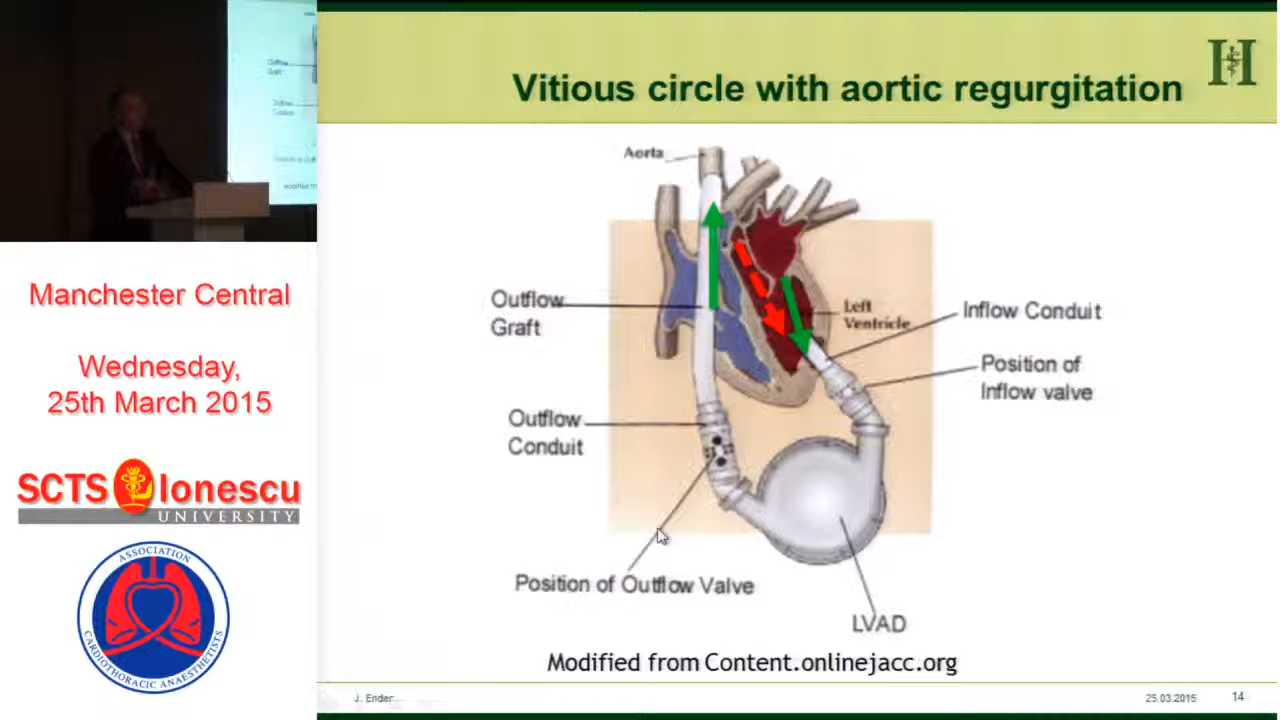 Vitious circle with aortic regurgitation
H
Aorta
Outflow
Graft
Left
Ventricle
Inflow Conduit
Position of
Inflow valve
Outflow
Conduit
Position of Outflow Valve
LVAD
Modified from Content.onlinejacc.org
J. Ender
25.03.2015
14
Outflow
Graft
Manchester Central
Wednesday,
25th March 2015
SCTS Ionescu
UNIVERSITY
ASSOCIATION
CARDIOTHORACIC ANAESTHETISTS